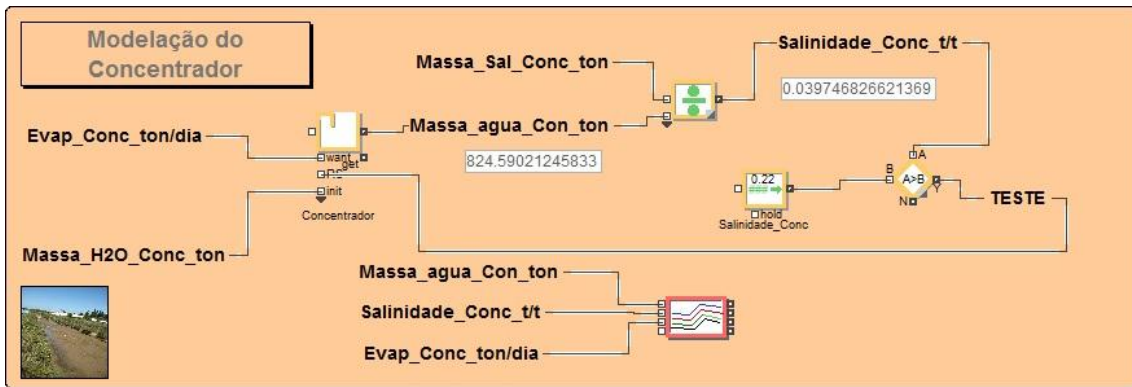 Modelação do
Concentrador
Salinidade_Conc_t/t
Massa_Sal_Conc_ton
0.039746826621369
Evap_Conc_ton/dia
Massa_agua_Con_ton
want
get
824.59021245833
A
B
A>B
Y
N
init
Concentrador
0.22
hold
Salinidade_Conc
TESTE
Massa_H2O_Conc_ton
Massa_agua_Con_ton
Salinidade_Conc_t/t
Evap_Conc_ton/dia